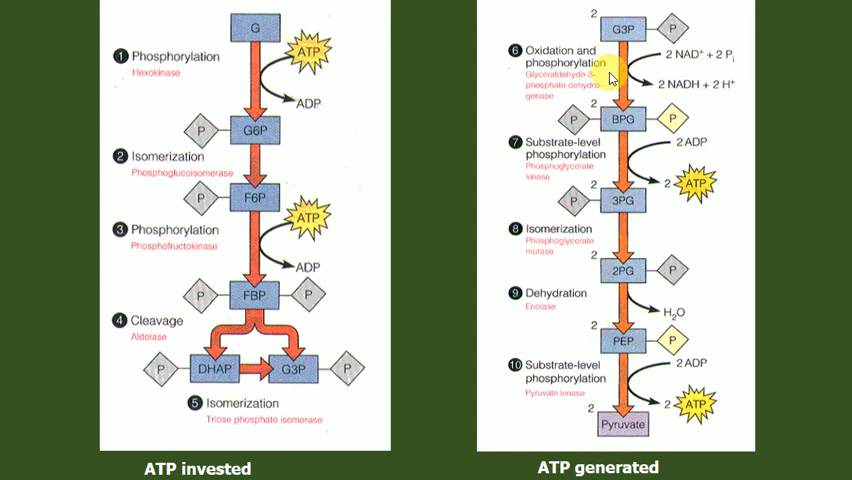 G
ATP
1 Phosphorylation
Hexokinase
ADP
P
G6P
2 Isomerization
Phosphoglucoisomerase
P
F6P
ATP
3 Phosphorylation
Phosphofructokinase
ADP
P
FBP
P
4 Cleavage
Aldolase
P
DHAP
G3P
P
5 Isomerization
Triose phosphate isomerase
ATP invested
2
G3P
P
6 Oxidation and
phosphorylation
Glyceraldehyde-3-
phosphate dehydro
genase
2 NAD+ + 2 Pi
2 NADH + 2 H+
2
P
BPG
P
7 Substrate-level
phosphorylation
Phosphoglycerate
kinase
2 ADP
2 ATP
2
P
3PG
8 Isomerization
Phosphoglycerate
mutase
2
2PG
P
9 Dehydration
Enolase
H2O
2
PEP
P
10 Substrate-level
phosphorylation
Pyruvate kinase
2 ADP
2 ATP
2
Pyruvate
ATP generated